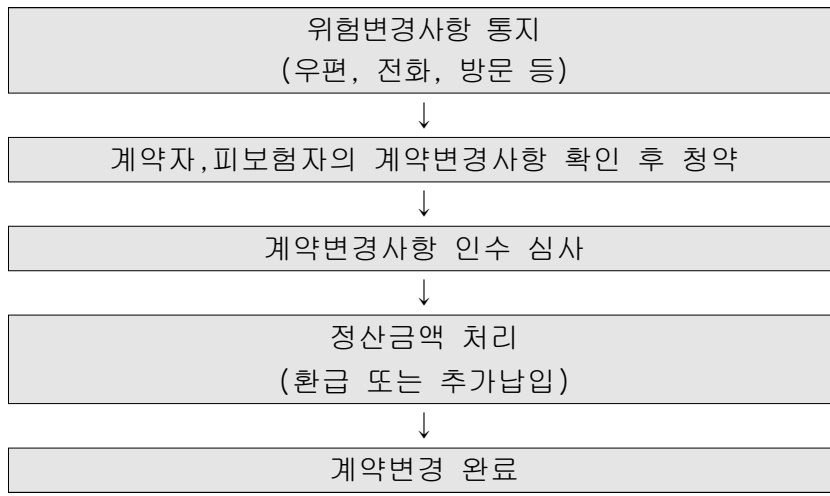 위험변경사항 통지
(우편, 전화, 방문 등)
↓
계약자,피보험자의 계약변경사항 확인 후 청약
↓
계약변경사항 인수 심사
↓
정산금액 처리
(환급 또는 추가납입)
↓
계약변경 완료